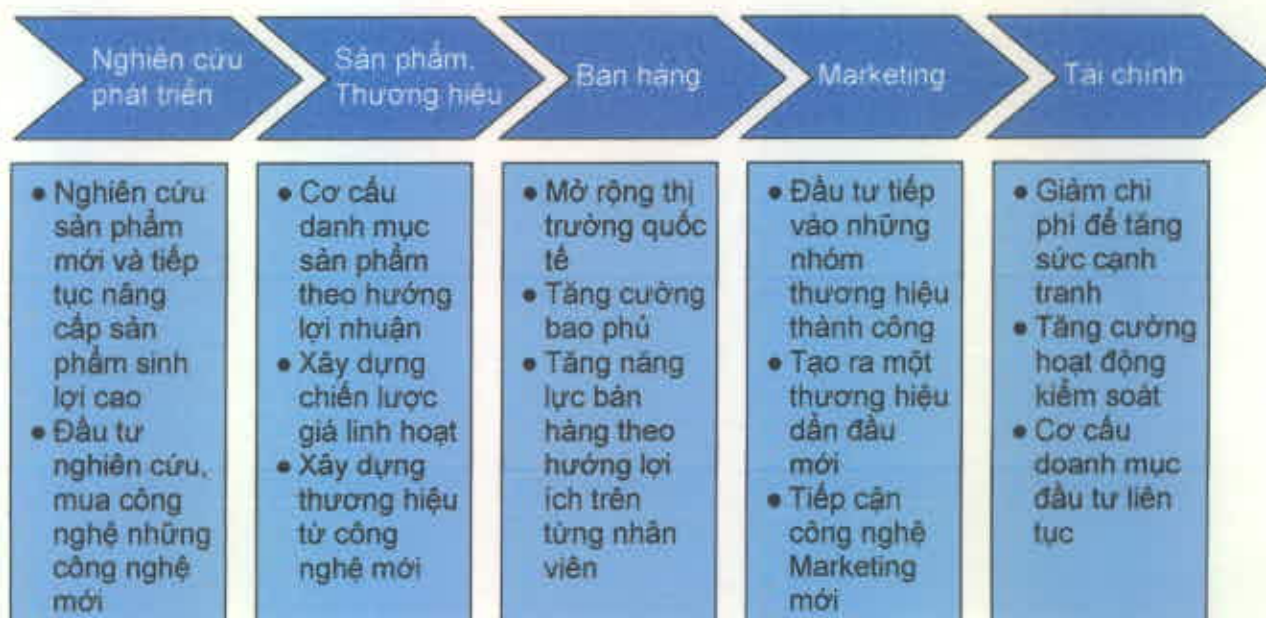 Nghiên cứu
phát triển
Sản phẩm.
Thương hiệu
Bán hàng
Marketing
Tài chính
• Nghiên cứu
sản phẩm
mới và tiếp
tục nâng
cấp sản
phẩm sinh
lợi cao
• Đầu tư
nghiên cứu,
mua công
nghệ những
công nghệ
mới
• Cơ cấu
danh mục
sản phẩm
theo hướng
lợi nhuận
• Xây dựng
chiến lược
giá linh hoạt
• Xây dựng
thương hiệu
từ công
nghệ mới
• Mở rộng thị
trường quốc
tế
• Tăng cường
bao phủ
• Tăng năng
lực bán
hàng theo
hướng lợi
ích trên
từng nhân
viên
• Đầu tư tiếp
vào những
nhóm
thương hiệu
thành công
• Tạo ra một
thương hiệu
dẫn đầu
mới
• Tiếp cận
công nghệ
Marketing
mới
• Giảm chi
phí để tăng
sức cạnh
tranh
• Tăng cường
hoạt động
kiểm soát
• Cơ cấu
doanh mục
đầu tư liên
tục